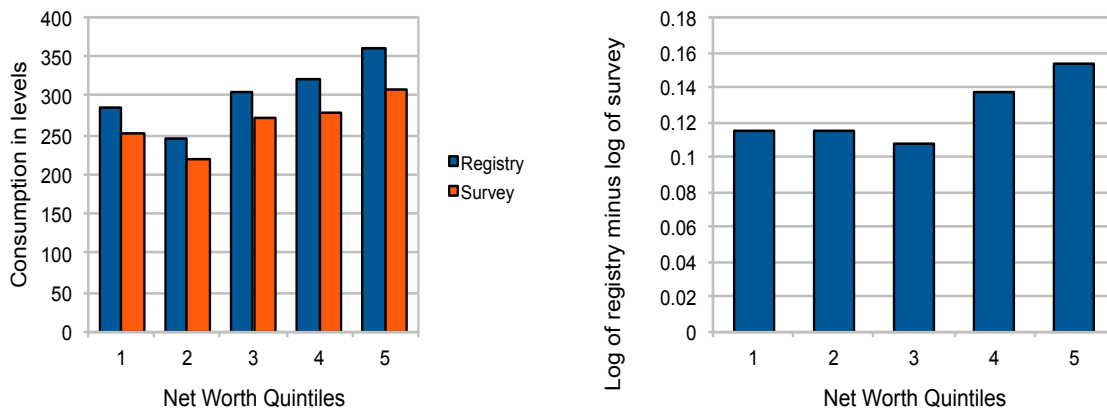 Consumption in levels
400
350
300
250
200
150
100
50
0
1 2 3 4 5
Net Worth Quintiles
Registry
Survey
Log of registry minus log of survey
0.18
0.16
0.14
0.12
0.1
0.08
0.06
0.04
0.02
0
1 2 3 4 5
Net Worth Quintiles